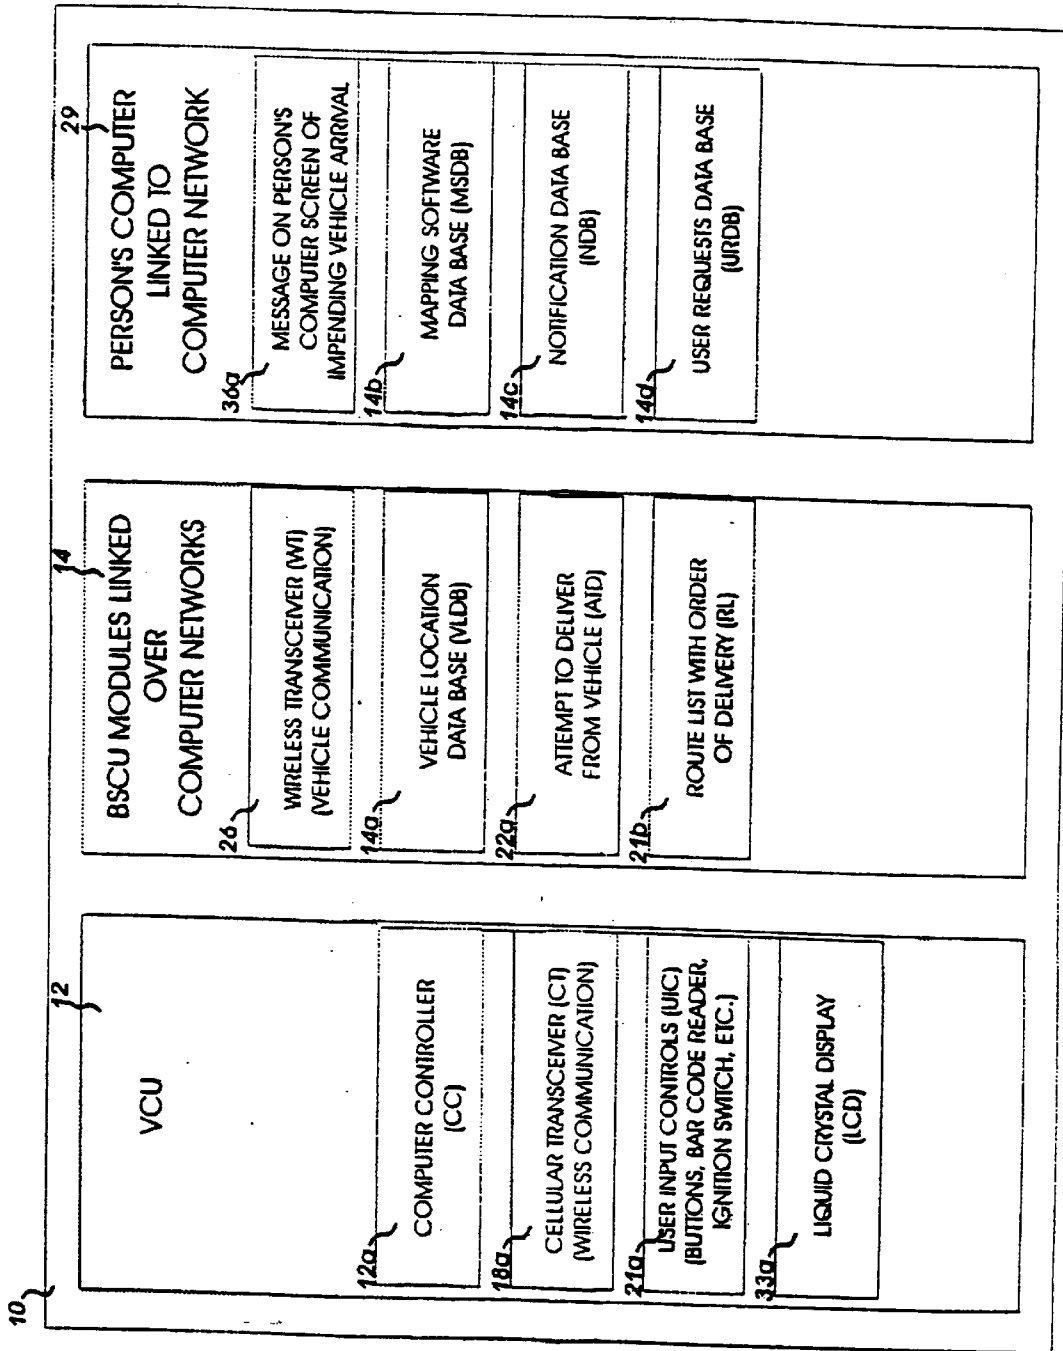 10
12
VCU
12a
COMPUTER CONTROLLER
(CC)
18a
CELLULAR TRANSCEIVER (CT)
(WIRELESS COMMUNICATION)
21a
USER INPUT CONTROLS (UIC)
(BUTTONS, BAR CODE READER,
IGNITION SWITCH, ETC.)
33a
LIQUID CRYSTAL DISPLAY
(LCD)
14
BSCU MODULES LINKED
OVER
COMPUTER NETWORKS
26
WIRELESS TRANSCEIVER (WT)
(VEHICLE COMMUNICATION)
14a
VEHICLE LOCATION
DATA BASE (VLDB)
22a
ATTEMPT TO DELIVER
FROM VEHICLE (AID)
21b
ROUTE LIST WITH ORDER
OF DELIVERY (RL)
29
PERSON'S COMPUTER
LINKED TO
COMPUTER NETWORK
36a
MESSAGE ON PERSON'S
COMPUTER SCREEN OF
IMPENDING VEHICLE ARRIVAL
14b
MAPPING SOFTWARE
DATA BASE (MSDB)
14c
NOTIFICATION DATA BASE
(NDB)
14d
USER REQUESTS DATA BASE
(URDB)